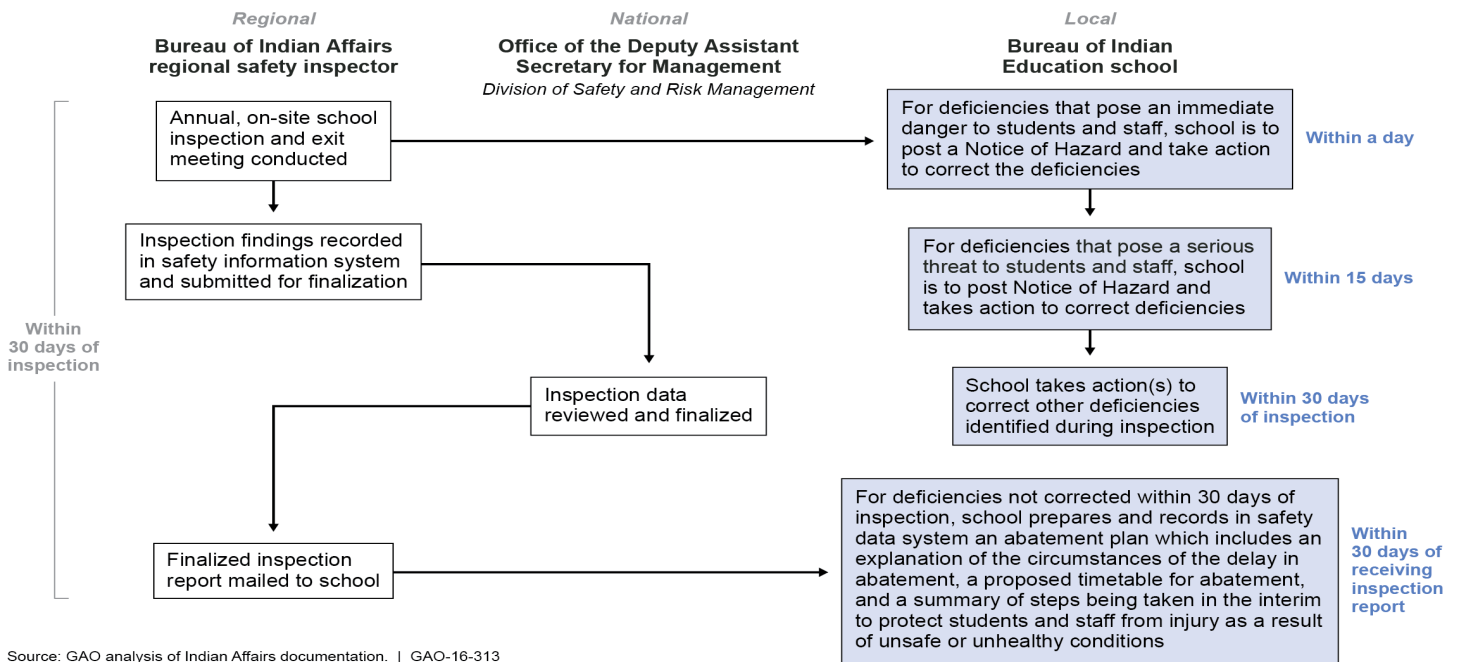 Regional
National
Local
Bureau of Indian Affairs
regional safety inspector
Office of the Deputy Assistant
Secretary for Management
Division of Safety and Risk Management
Bureau of Indian
Education school
Within
30 days of
inspection
Annual, on-site school
inspection and exit
meeting conducted
For deficiencies that pose an immediate
danger to students and staff, school is to
post a Notice of Hazard and take action
to correct the deficiencies
Within a day
Inspection findings recorded
in safety information system
and submitted for finalization
For deficiencies that pose a serious
threat to students and staff, school
is to post Notice of Hazard and
takes action to correct deficiencies
Within 15 days
Inspection data
reviewed and finalized
School takes action(s) to
correct other deficiencies
identified during inspection
Within 30 days
of inspection
Finalized inspection
report mailed to school
For deficiencies not corrected within 30 days of
inspection, school prepares and records in safety
data system an abatement plan which includes an
explanation of the circumstances of the delay in
abatement, a proposed timetable for abatement,
and a summary of steps being taken in the interim
to protect students and staff from injury as a result
of unsafe or unhealthy conditions
Within
30 days of
receiving
inspection
report
Source: GAO analysis of Indian Affairs documentation. | GAO-16-313